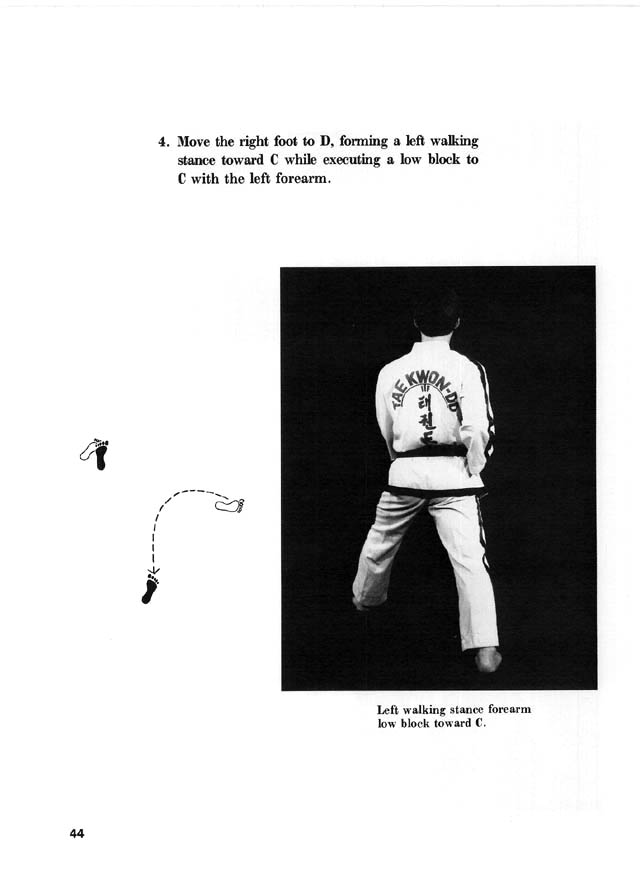 4. Move the right foot to D, forming a left walking
stance toward C while executing a low block to
C with the left forearm.
TAE KWON-DO
태
권
도
Left walking stance forearm
low block toward C.
44